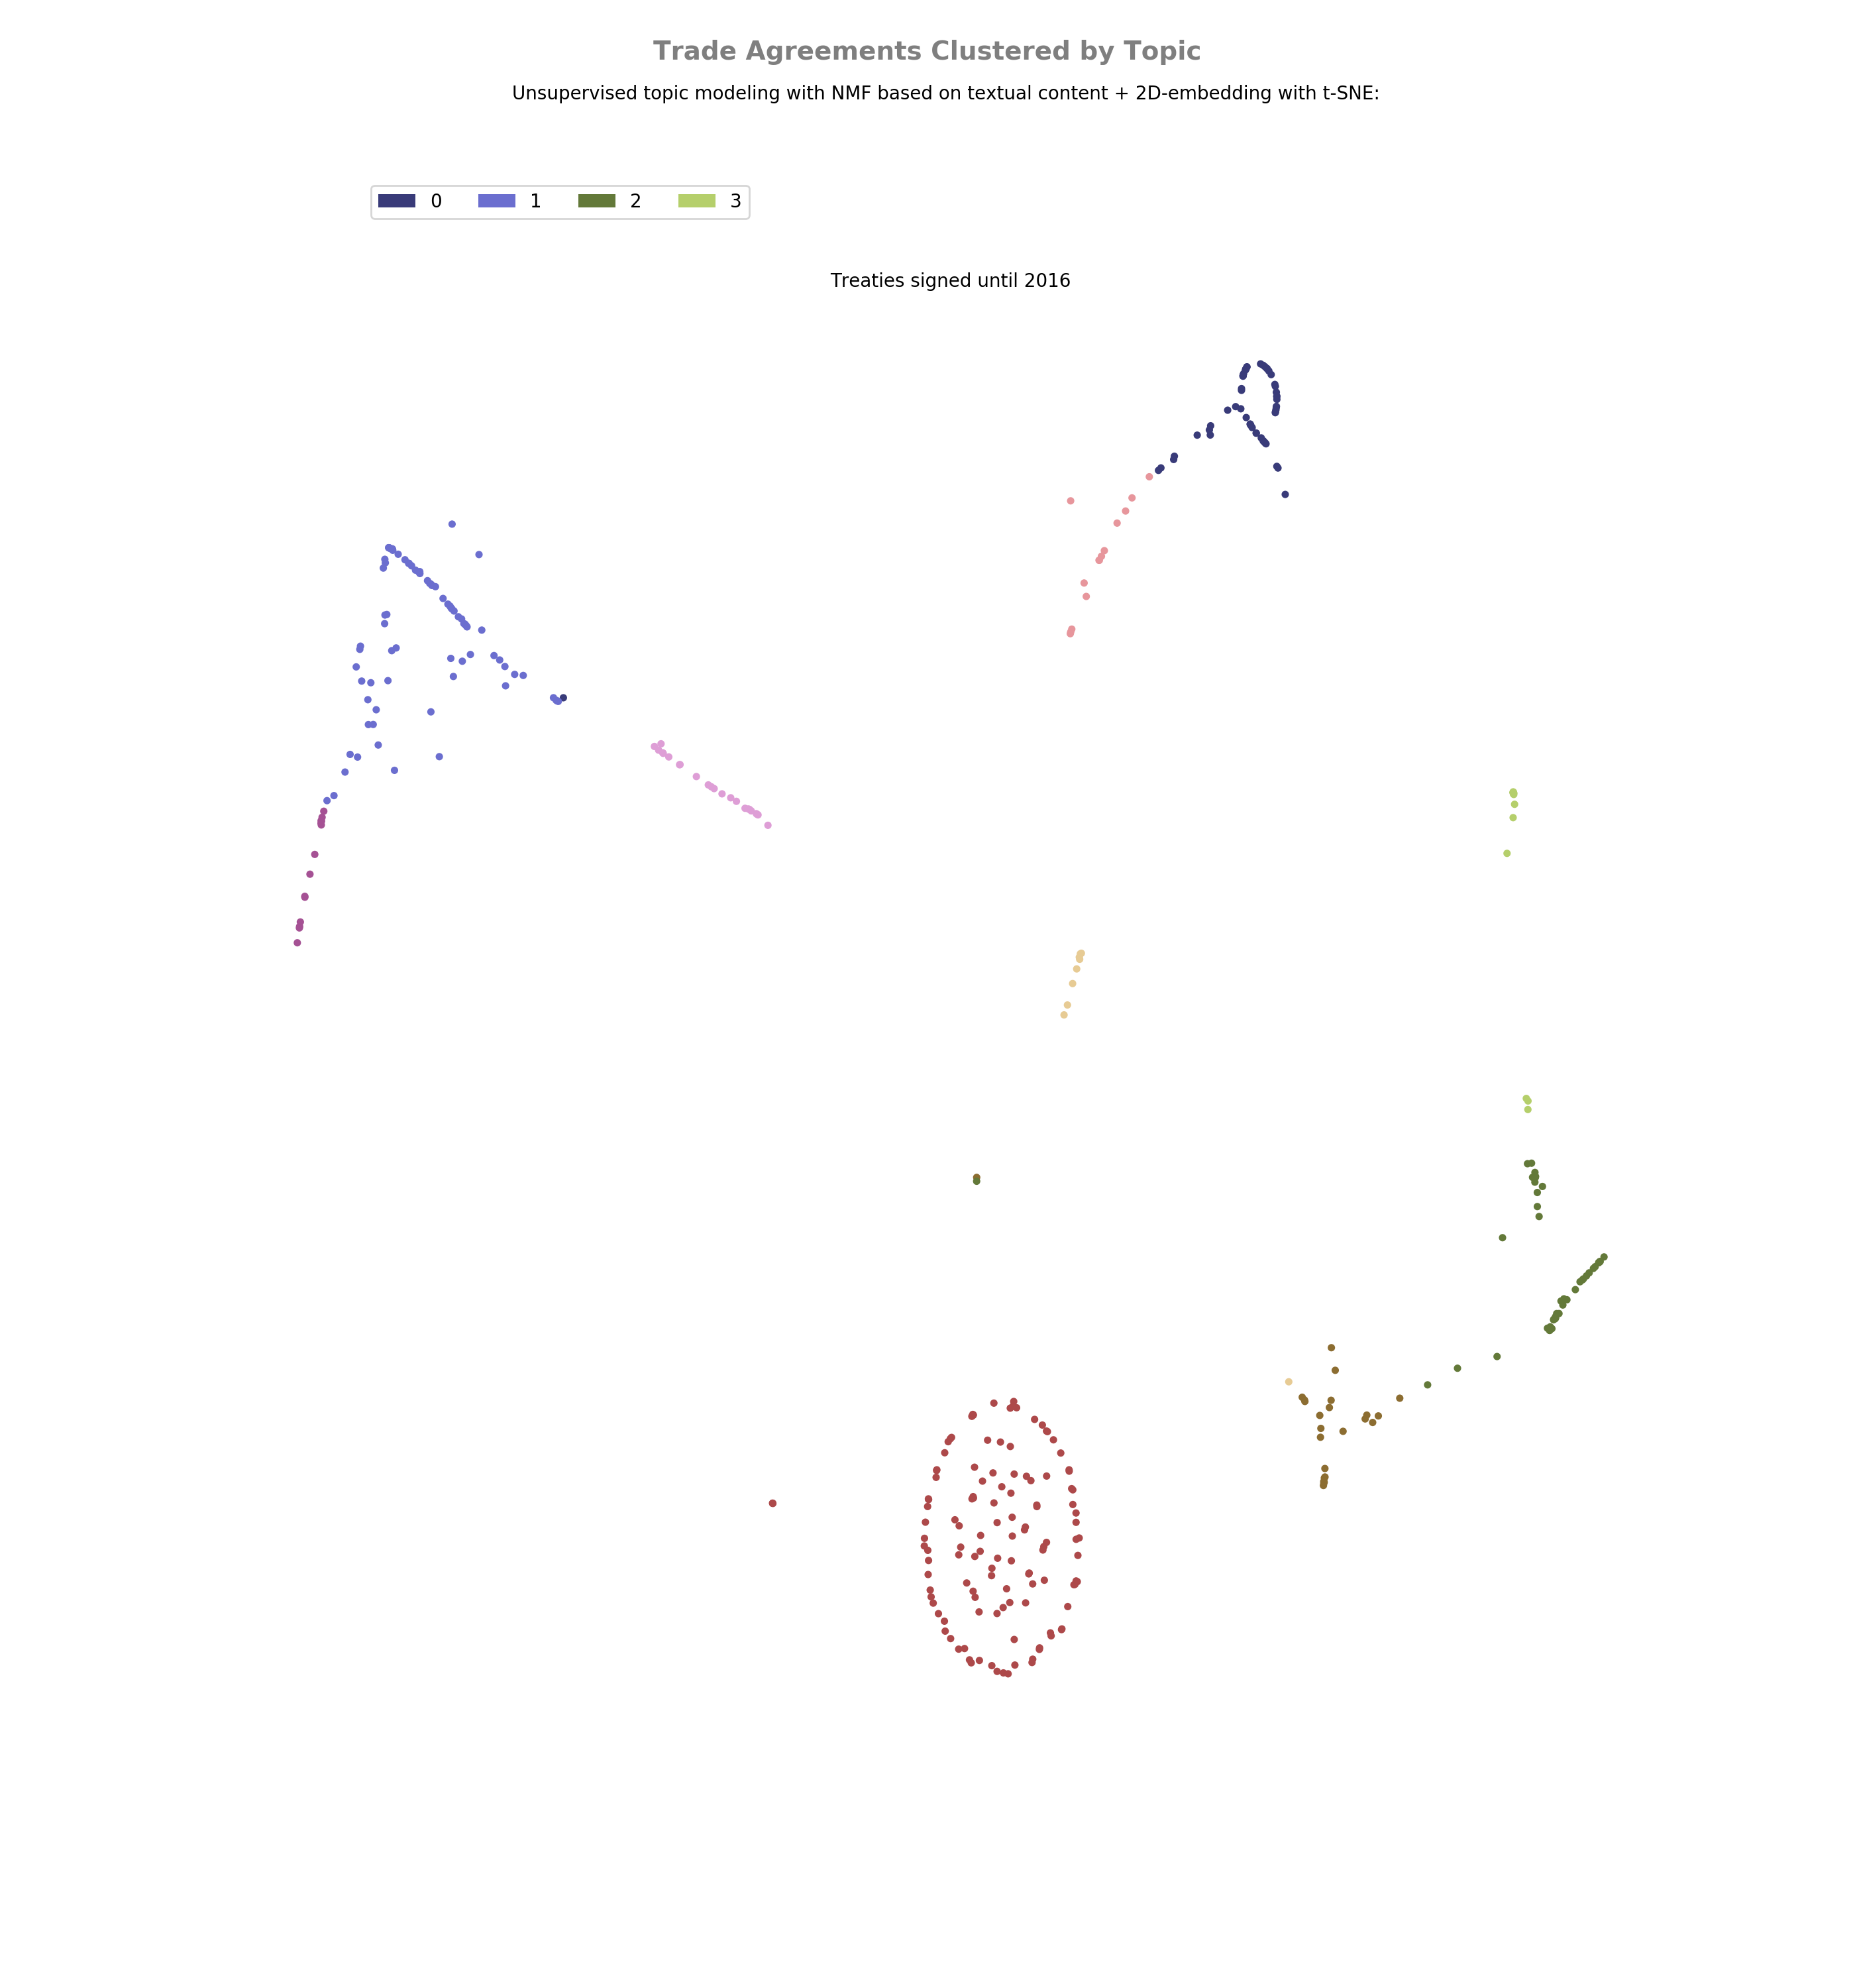 Trade Agreements Clustered by Topic
Unsupervised topic modeling with NMF based on textual content + 2D-embedding with t-SNE:
0 1 2 3
Treaties signed until 2016